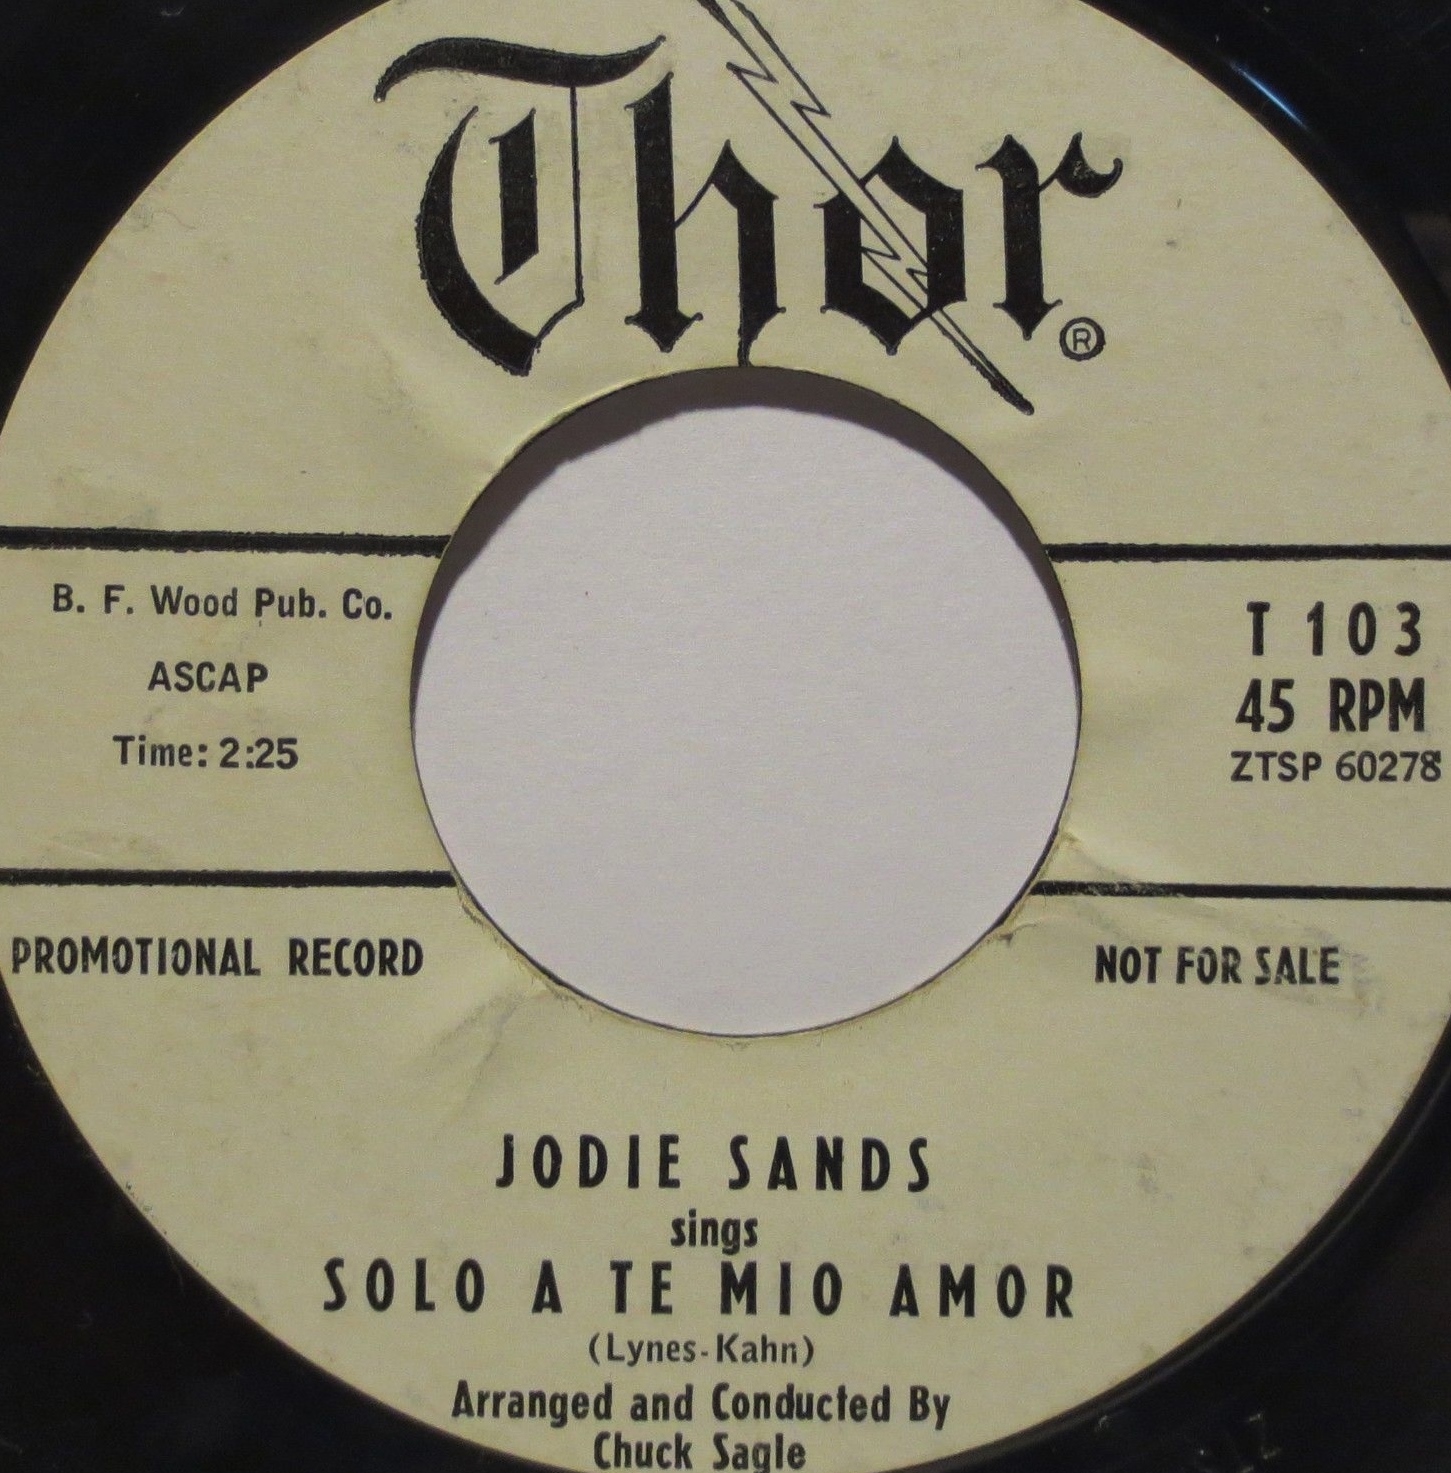 Thor®
B. F. Wood Pub. Co.
ASCAP
Time: 2:25
T 103
45 RPM
ZTSP 60278
PROMOTIONAL RECORD
NOT FOR SALE
JODIE SANDS
sings
SOLO A TE MIO AMOR
(Lynes-Kahn)
Arranged and Conducted By
Chuck Sagle